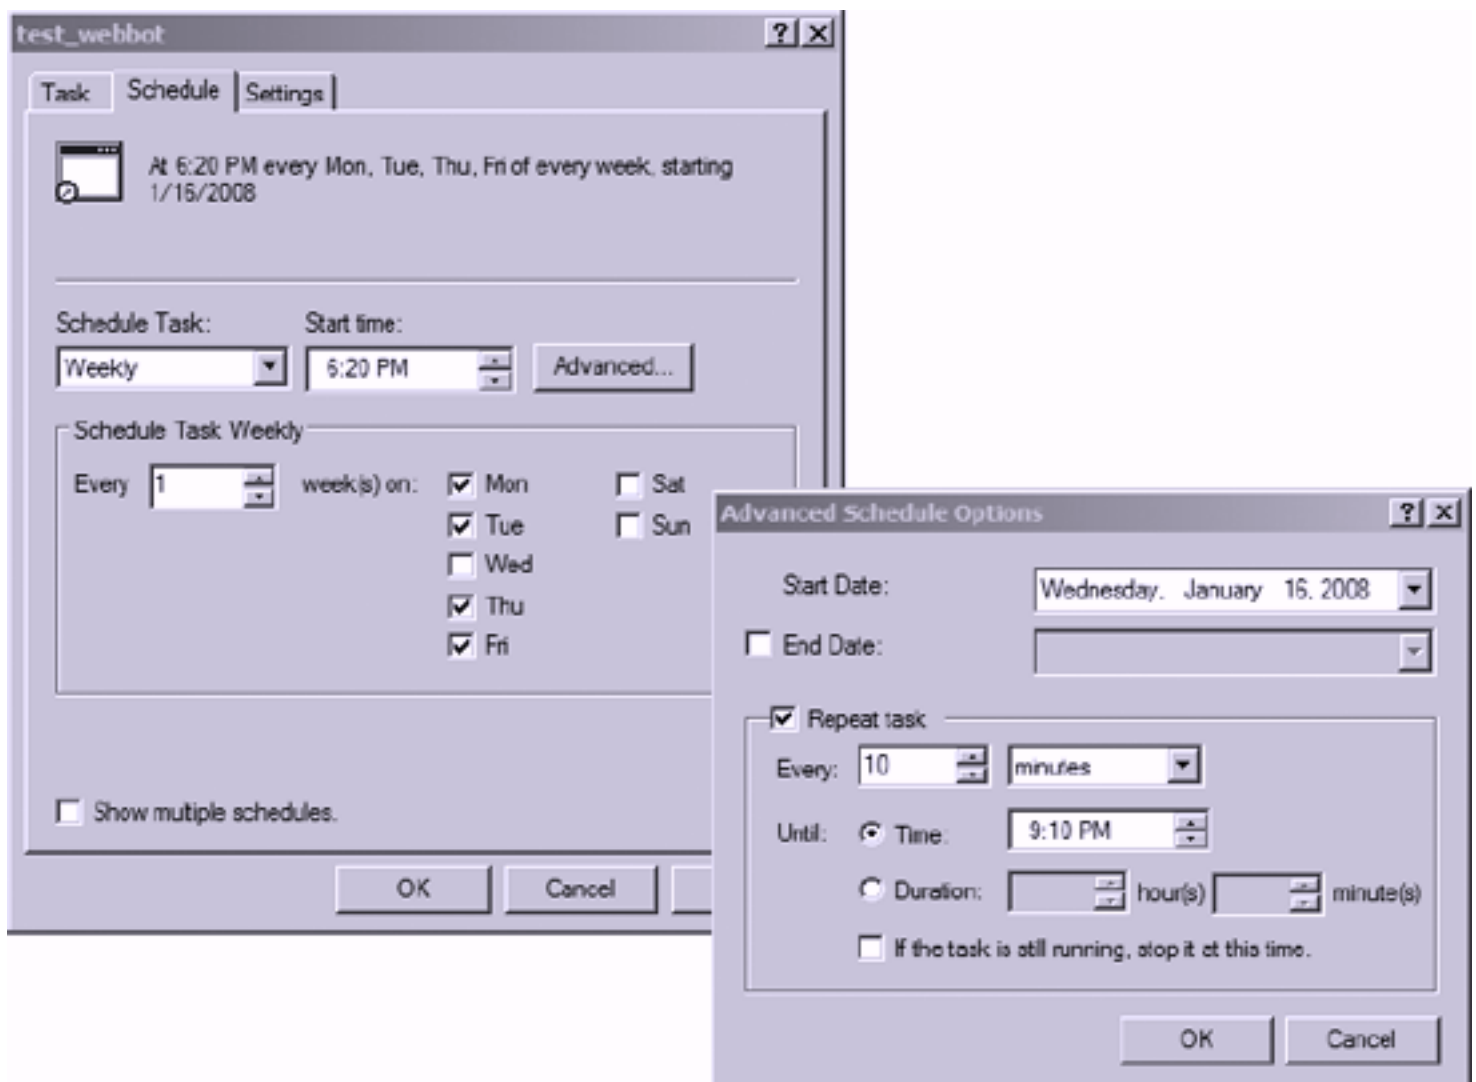 test_webbot
Task Schedule Settings
At 6:20 PM every Mon, Tue, Thu, Fri of every week, starting
1/16/2008
Schedule Task: Start time:
Weekly 6:20 PM Advanced...
Schedule Task Weekly
Every 1 week(s) on: Mon Sat
Tue Sun
Wed
Thu
Fri
Show multiple schedules.
OK Cancel
Advanced Schedule Options
Start Date: Wednesday, January 16, 2008
End Date:
Repeat task
Every: 10 minutes
Until: Time: 9:10 PM
Duration: hour(s) minute(s)
If the task is still running, stop it at this time.
OK Cancel